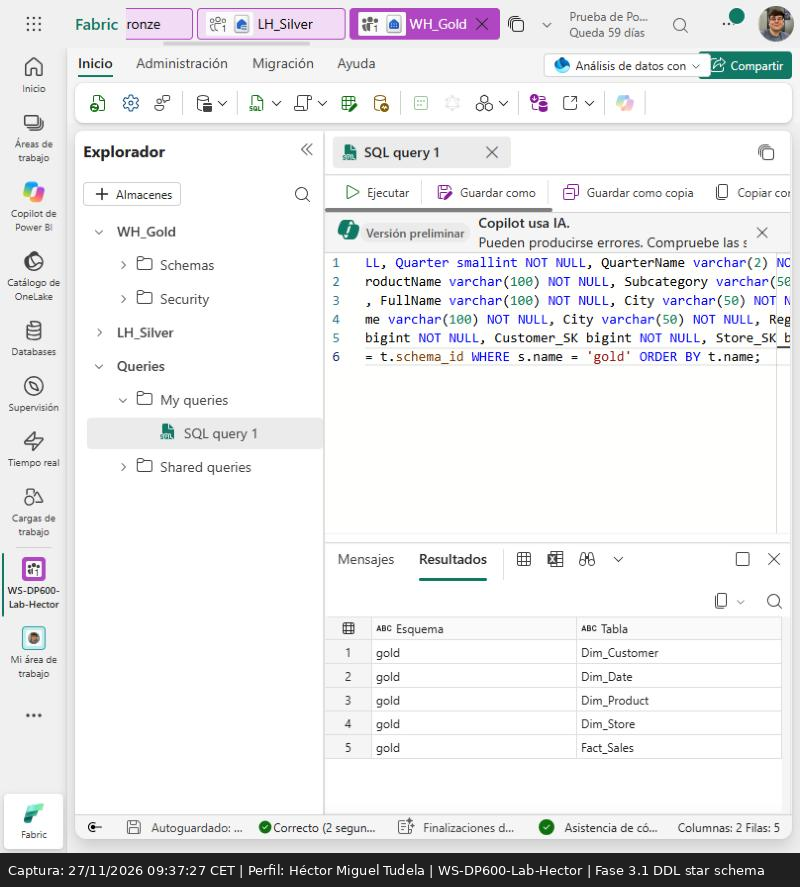 Fabric
ronze
LH_Silver
WH_Gold
Prueba de Po...
Queda 59 días
Inicio
Administración
Migración
Ayuda
Análisis de datos con
Compartir
Inicio
Áreas de trabajo
Copilot de Power BI
Catálogo de OneLake
Databases
Supervisión
Tiempo real
Cargas de trabajo
WS-DP600-Lab-Hector
Mi área de trabajo
Fabric
Explorador
Almacenes
WH_Gold
Schemas
Security
LH_Silver
Queries
My queries
SQL query 1
Shared queries
SQL query 1
Ejecutar
Guardar como
Guardar como copia
Copiar cor
Versión preliminar
Copilot usa IA.
Pueden producirse errores. Compruebe las s
1 LL, Quarter smallint NOT NULL, QuarterName varchar(2) NO
2 roductName varchar(100) NOT NULL, Subcategory varchar(50
3 , FullName varchar(100) NOT NULL, City varchar(50) NOT N
4 me varchar(100) NOT NULL, City varchar(50) NOT NULL, Reg
5 bigint NOT NULL, Customer_SK bigint NOT NULL, Store_SK b
6 = t.schema_id WHERE s.name = 'gold' ORDER BY t.name;
Mensajes
Resultados
ABC Esquema ABC Tabla
1 gold Dim_Customer
2 gold Dim_Date
3 gold Dim_Product
4 gold Dim_Store
5 gold Fact_Sales
Autoguardado: ...
Correcto (2 segun...
Finalizaciones d...
Asistencia de có...
Columnas: 2 Filas: 5
Captura: 27/11/2026 09:37:27 CET | Perfil: Héctor Miguel Tudela | WS-DP600-Lab-Hector | Fase 3.1 DDL star schema